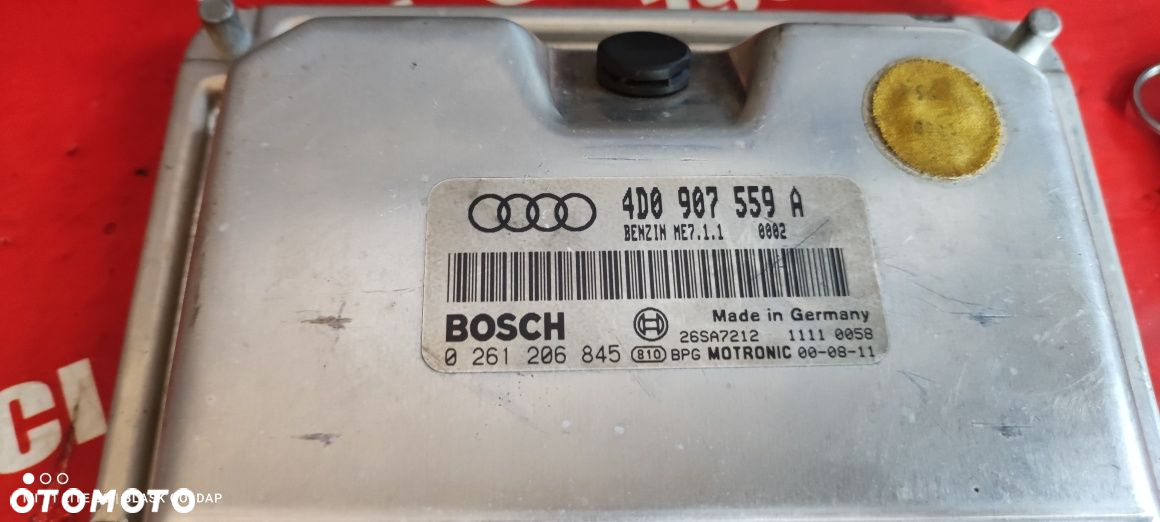 4D0 907 559 A
BENZIN ME7.1.1 0002
BOSCH
Made in Germany
26SA7212 1111 0058
0 261 206 845 810 BPG MOTRONIC 00-08-11
CI
OTOMOTO